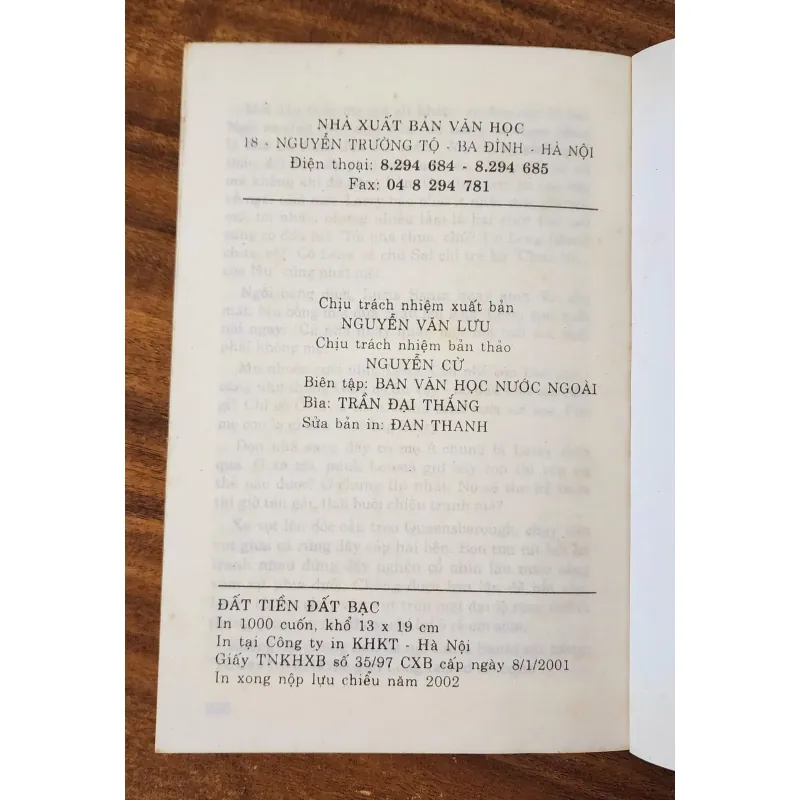 NHÀ XUẤT BẢN VĂN HỌC
18 - NGUYỄN TRƯỜNG TỘ - BA ĐÌNH - HÀ NỘI
Điện thoại: 8.294 684 - 8.294 685
Fax: 04 8 294 781
Chịu trách nhiệm xuất bản
NGUYỄN VĂN LƯU
Chịu trách nhiệm bản thảo
NGUYỄN CỪ
Biên tập: BAN VĂN HỌC NƯỚC NGOÀI
Bìa: TRẦN ĐẠI THẮNG
Sửa bản in: ĐAN THANH
ĐẤT TIỀN ĐẤT BẠC
In 1000 cuốn, khổ 13 x 19 cm
In tại Công ty in KHKT - Hà Nội
Giấy TNKHXB số 35/97 CXB cấp ngày 8/1/2001
In xong nộp lưu chiểu năm 2002